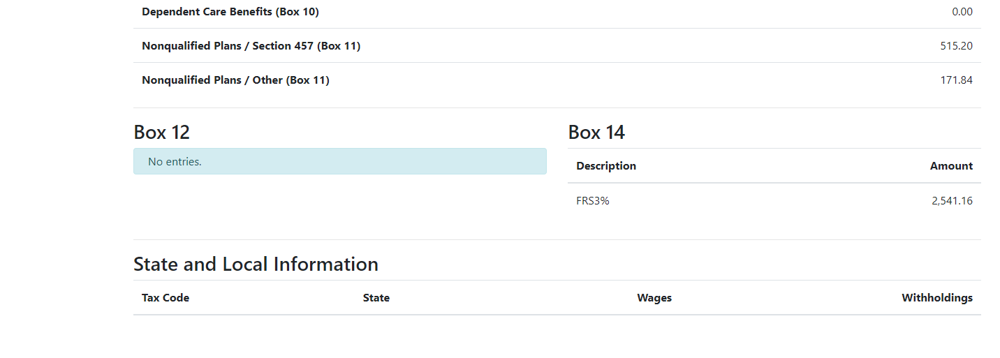 Dependent Care Benefits (Box 10) 0.00
Nonqualified Plans / Section 457 (Box 11) 515.20
Nonqualified Plans / Other (Box 11) 171.84
Box 12
No entries.
Box 14
Description Amount
FRS3% 2,541.16
State and Local Information
Tax Code State Wages Withholdings